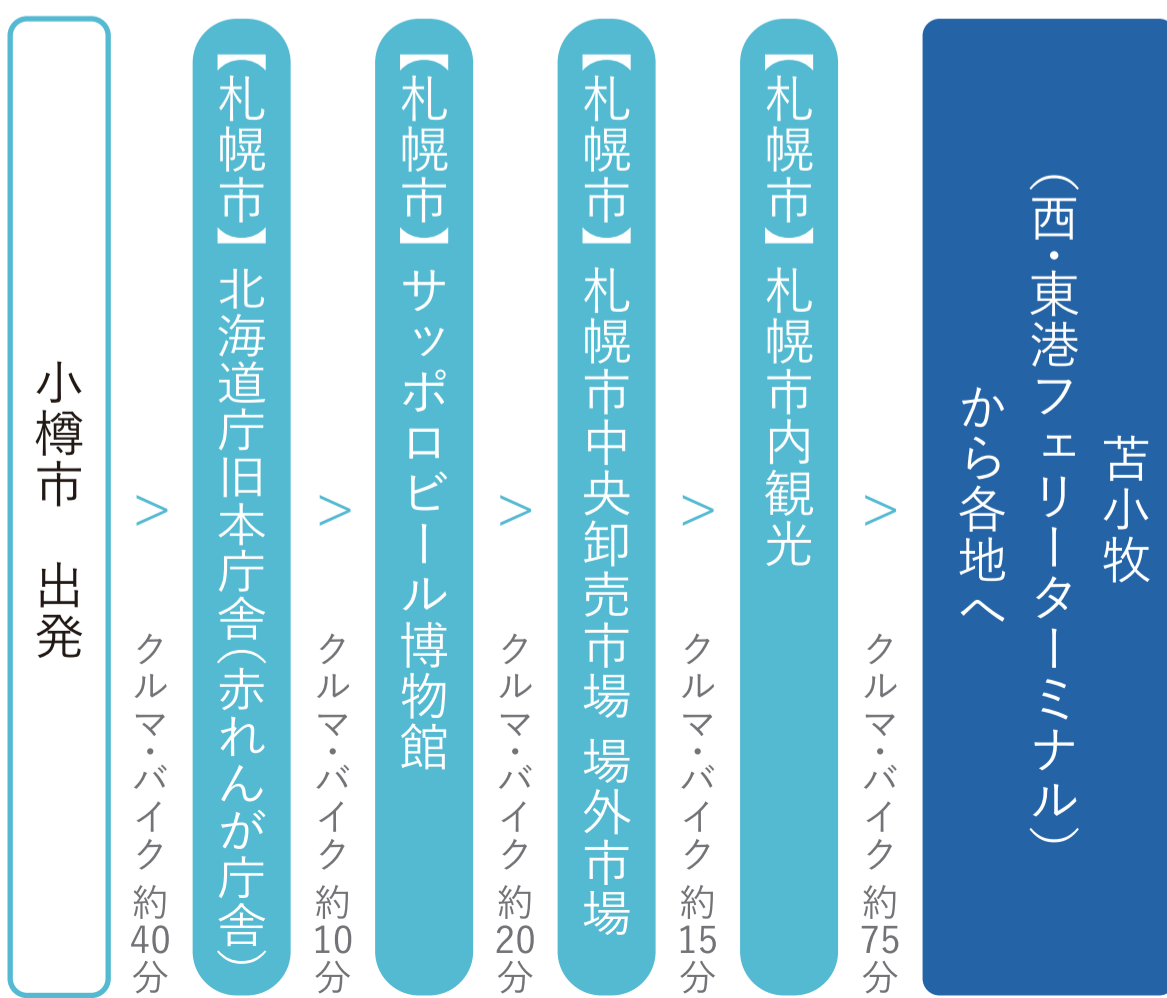 小樽市　出発
>
クルマ・バイク 約40分
【札幌市】北海道庁旧本庁舎（赤れんが庁舎）
>
クルマ・バイク 約10分
【札幌市】サッポロビール博物館
>
クルマ・バイク 約20分
【札幌市】札幌市中央卸売市場 場外市場
>
クルマ・バイク 約15分
【札幌市】札幌市内観光
>
クルマ・バイク 約75分
苫小牧
（西・東港フェリーターミナル）
から各地へ